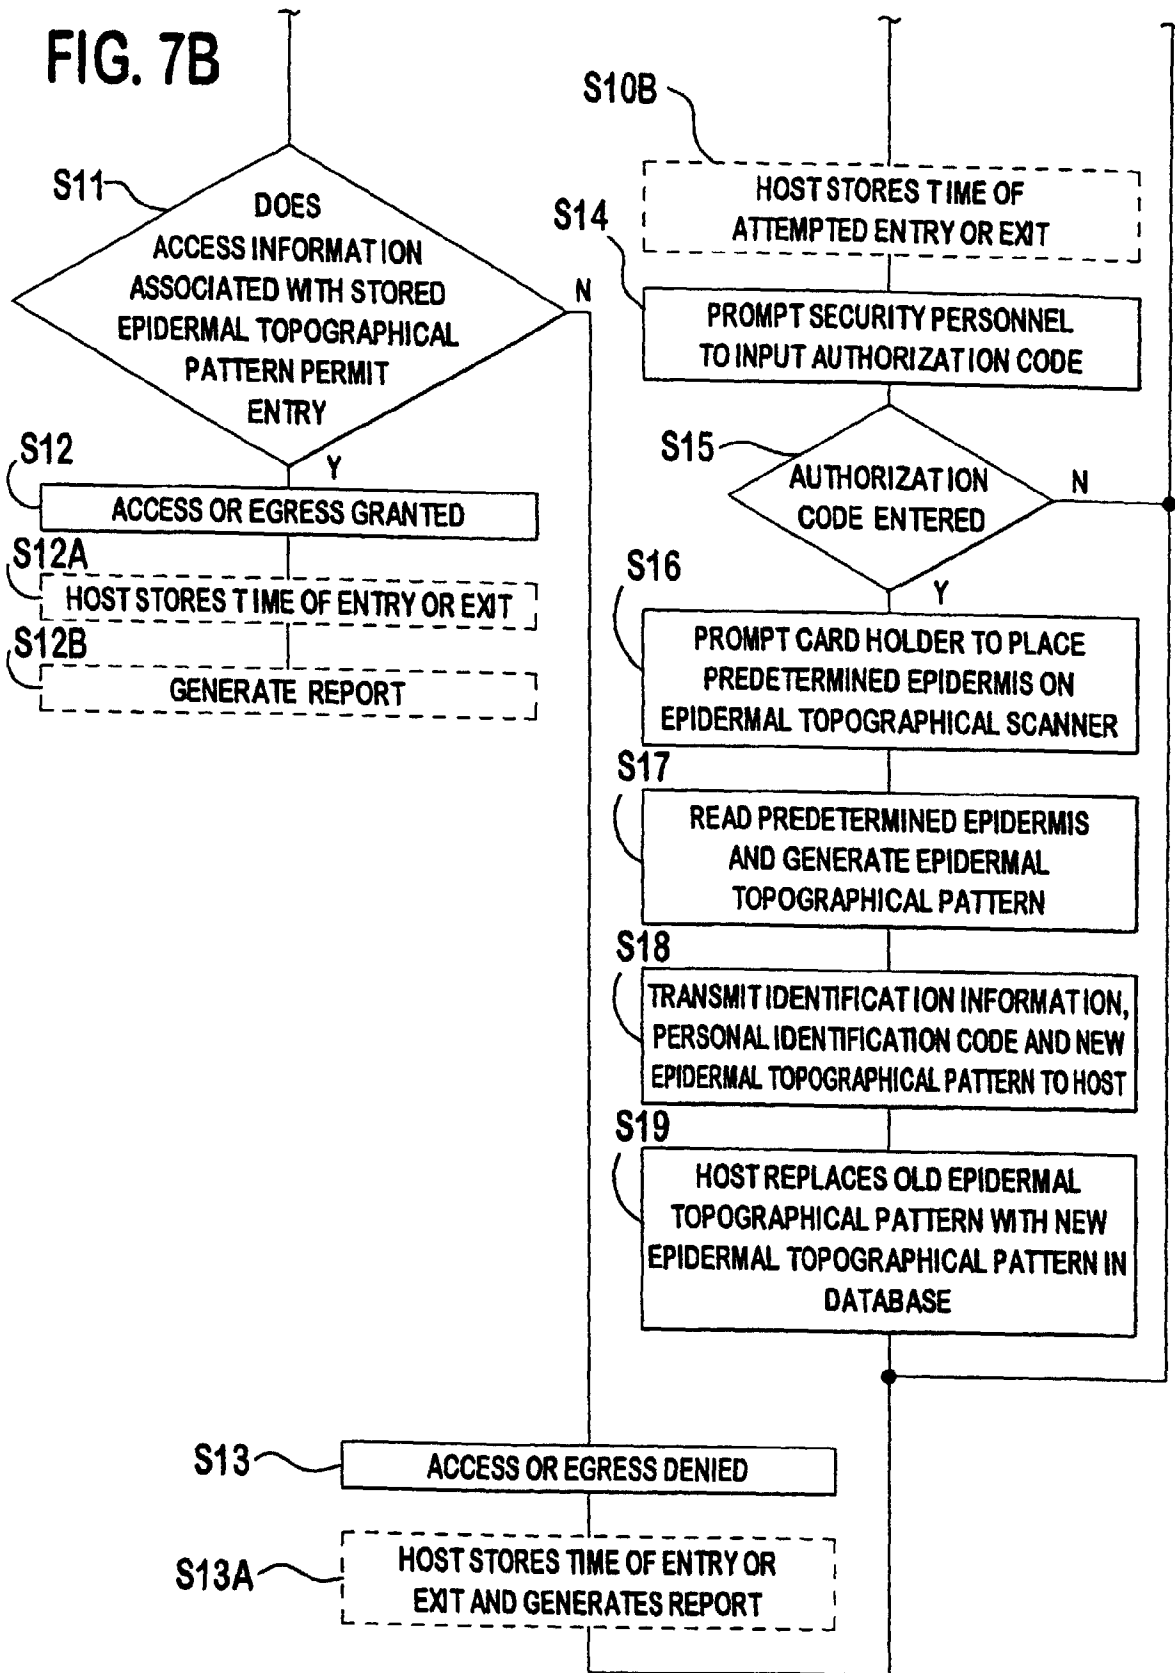 FIG. 7B
S11
DOES
ACCESS INFORMATION
ASSOCIATED WITH STORED
EPIDERMAL TOPOGRAPHICAL
PATTERN PERMIT
ENTRY
N
Y
S12
ACCESS OR EGRESS GRANTED
S12A
HOST STORES TIME OF ENTRY OR EXIT
S12B
GENERATE REPORT
S10B
HOST STORES TIME OF
ATTEMPTED ENTRY OR EXIT
S14
PROMPT SECURITY PERSONNEL
TO INPUT AUTHORIZATION CODE
S15
AUTHORIZATION
CODE ENTERED
N
Y
S16
PROMPT CARD HOLDER TO PLACE
PREDETERMINED EPIDERMIS ON
EPIDERMAL TOPOGRAPHICAL SCANNER
S17
READ PREDETERMINED EPIDERMIS
AND GENERATE EPIDERMAL
TOPOGRAPHICAL PATTERN
S18
TRANSMIT IDENTIFICATION INFORMATION,
PERSONAL IDENTIFICATION CODE AND NEW
EPIDERMAL TOPOGRAPHICAL PATTERN TO HOST
S19
HOST REPLACES OLD EPIDERMAL
TOPOGRAPHICAL PATTERN WITH NEW
EPIDERMAL TOPOGRAPHICAL PATTERN IN
DATABASE
S13
ACCESS OR EGRESS DENIED
S13A
HOST STORES TIME OF ENTRY OR
EXIT AND GENERATES REPORT